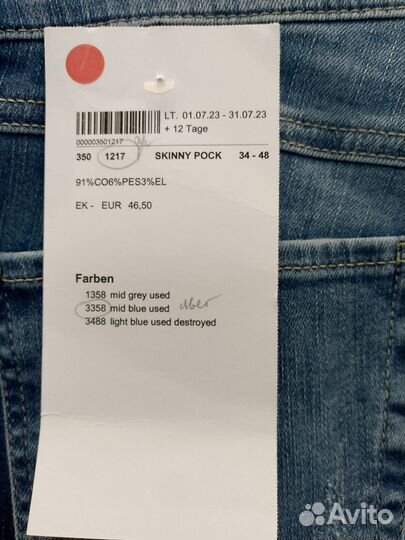 LT. 01.07.23 - 31.07.23
+ 12 Tage
000003501217
350 1217 SKINNY POCK 34 - 48
91%CO6%PES3%EL
EK - EUR 46,50
Farben
1358 mid grey used
3358 mid blue used цвет
3488 light blue used destroyed
Avito